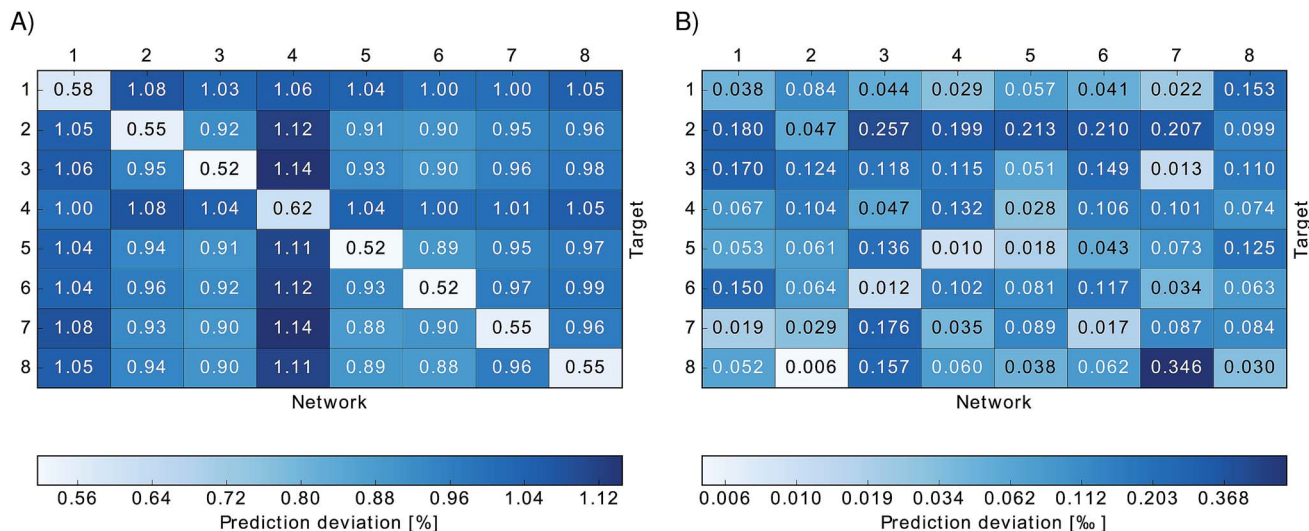 A)
1 2 3 4 5 6 7 8
1 0.58 1.08 1.03 1.06 1.04 1.00 1.00 1.05
2 1.05 0.55 0.92 1.12 0.91 0.90 0.95 0.96
3 1.06 0.95 0.52 1.14 0.93 0.90 0.96 0.98
4 1.00 1.08 1.04 0.62 1.04 1.00 1.01 1.05
5 1.04 0.94 0.91 1.11 0.52 0.89 0.95 0.97
6 1.04 0.96 0.92 1.12 0.93 0.52 0.97 0.99
7 1.08 0.93 0.90 1.14 0.88 0.90 0.55 0.96
8 1.05 0.94 0.90 1.11 0.89 0.88 0.96 0.55
Target
Network
0.56 0.64 0.72 0.80 0.88 0.96 1.04 1.12
Prediction deviation [%]
B)
1 2 3 4 5 6 7 8
1 0.038 0.084 0.044 0.029 0.057 0.041 0.022 0.153
2 0.180 0.047 0.257 0.199 0.213 0.210 0.207 0.099
3 0.170 0.124 0.118 0.115 0.051 0.149 0.013 0.110
4 0.067 0.104 0.047 0.132 0.028 0.106 0.101 0.074
5 0.053 0.061 0.136 0.010 0.018 0.043 0.073 0.125
6 0.150 0.064 0.012 0.102 0.081 0.117 0.034 0.063
7 0.019 0.029 0.176 0.035 0.089 0.017 0.087 0.084
8 0.052 0.006 0.157 0.060 0.038 0.062 0.346 0.030
Target
Network
0.006 0.010 0.019 0.034 0.062 0.112 0.203 0.368
Prediction deviation [‰]